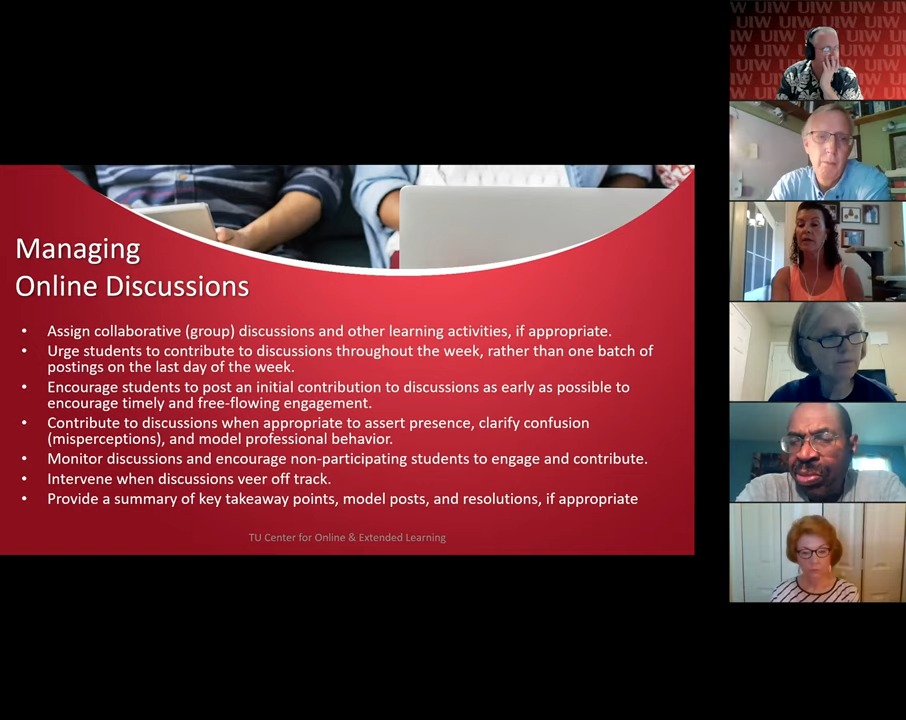 UIW UIW UIW
Managing
Online Discussions
• Assign collaborative (group) discussions and other learning activities, if appropriate.
• Urge students to contribute to discussions throughout the week, rather than one batch of
postings on the last day of the week.
• Encourage students to post an initial contribution to discussions as early as possible to
encourage timely and free-flowing engagement.
• Contribute to discussions when appropriate to assert presence, clarify confusion
(misperceptions), and model professional behavior.
• Monitor discussions and encourage non-participating students to engage and contribute.
• Intervene when discussions veer off track.
• Provide a summary of key takeaway points, model posts, and resolutions, if appropriate
TU Center for Online & Extended Learning